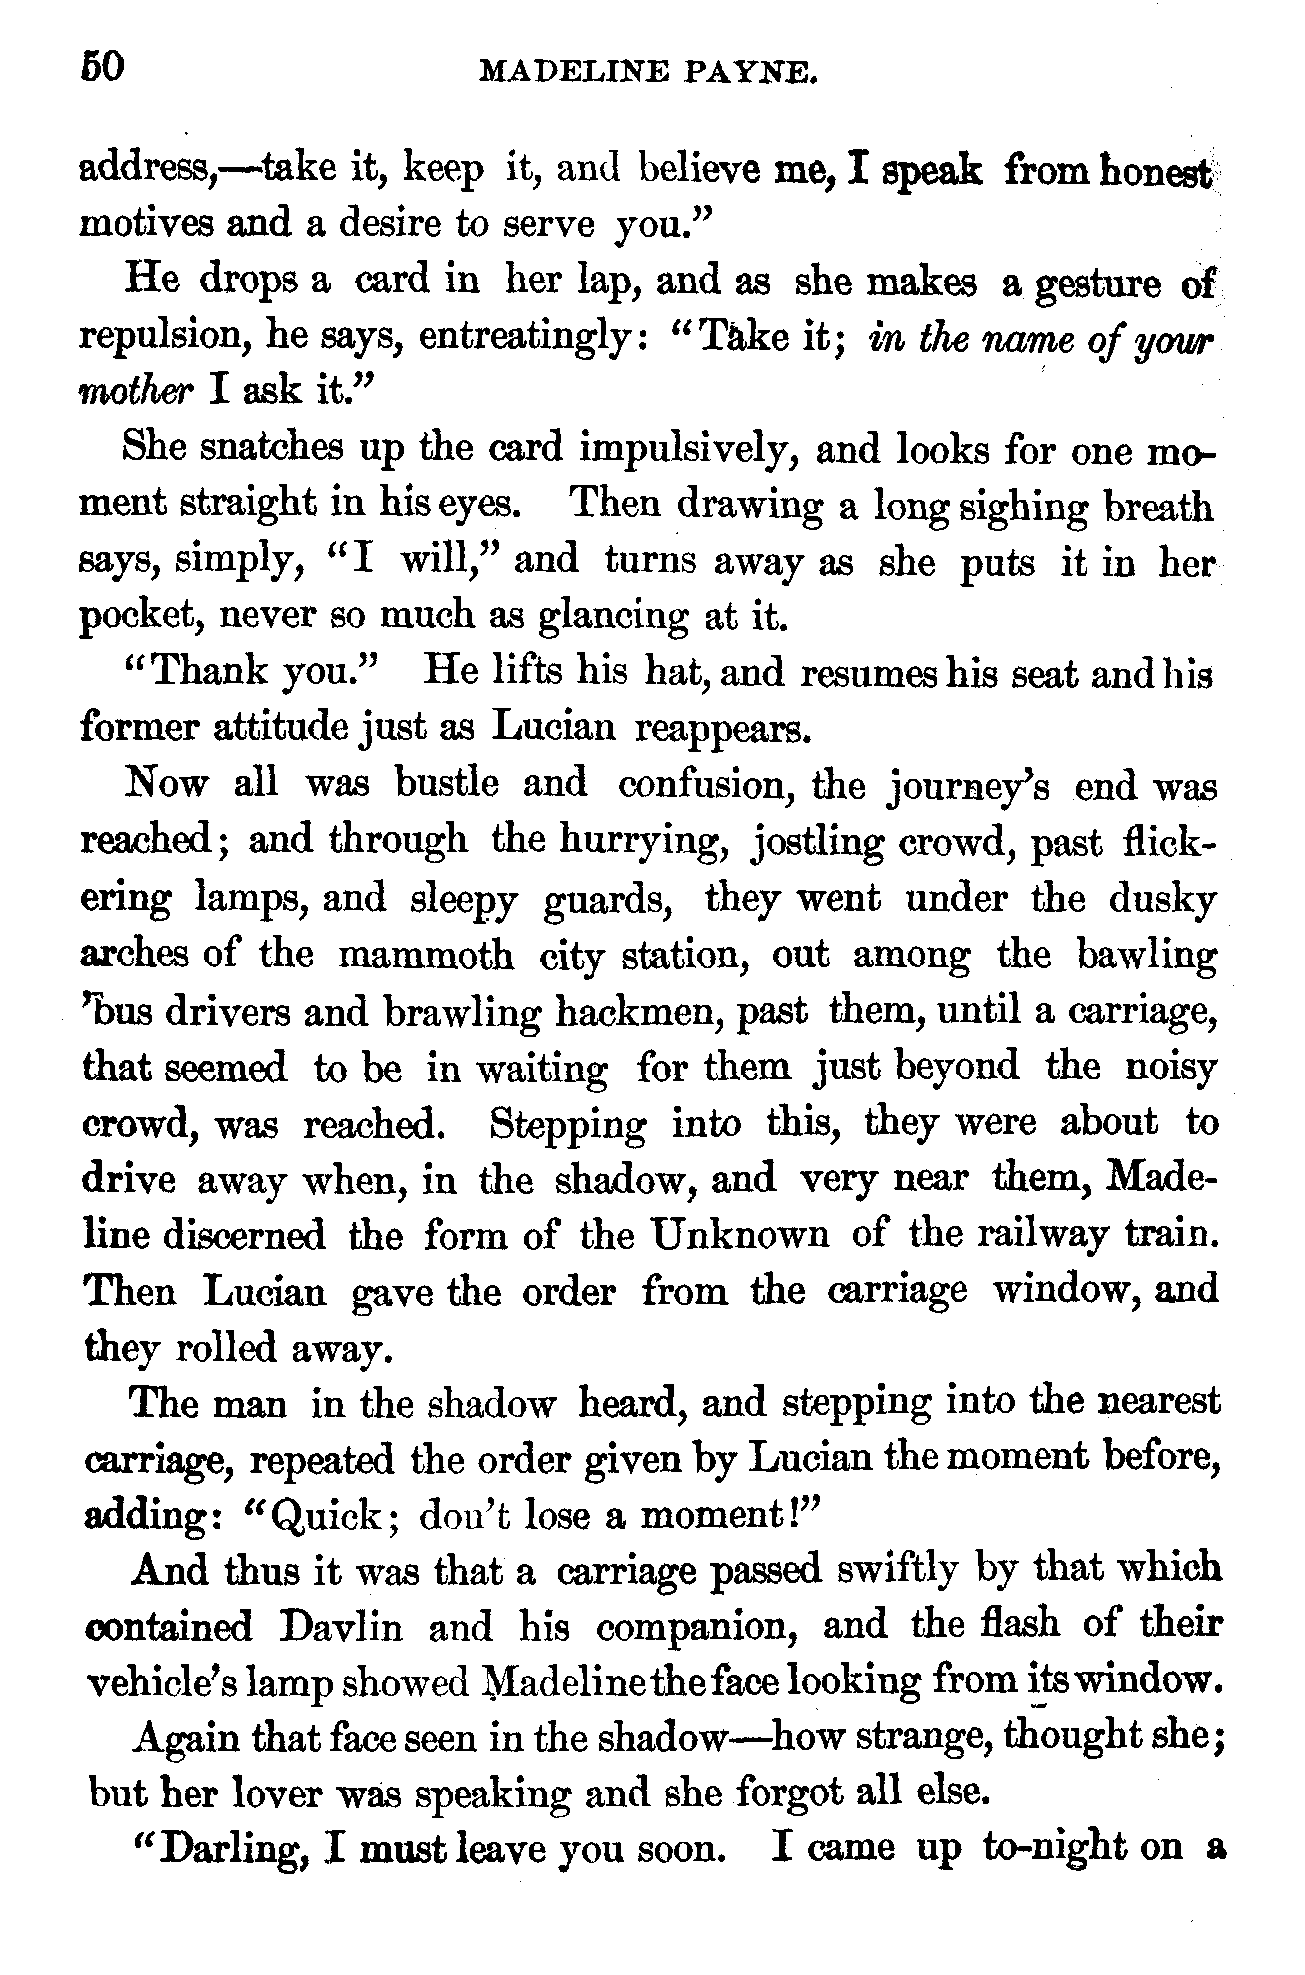 50 MADELINE PAYNE.
address,—take it, keep it, and believe me, I speak from honest
motives and a desire to serve you.”
He drops a card in her lap, and as she makes a gesture of
repulsion, he says, entreatingly: “Take it; in the name of your
mother I ask it.”
She snatches up the card impulsively, and looks for one mo-
ment straight in his eyes. Then drawing a long sighing breath
says, simply, “I will,” and turns away as she puts it in her
pocket, never so much as glancing at it.
“Thank you.” He lifts his hat, and resumes his seat and his
former attitude just as Lucian reappears.
Now all was bustle and confusion, the journey’s end was
reached; and through the hurrying, jostling crowd, past flick-
ering lamps, and sleepy guards, they went under the dusky
arches of the mammoth city station, out among the bawling
’bus drivers and brawling hackmen, past them, until a carriage,
that seemed to be in waiting for them just beyond the noisy
crowd, was reached. Stepping into this, they were about to
drive away when, in the shadow, and very near them, Made-
line discerned the form of the Unknown of the railway train.
Then Lucian gave the order from the carriage window, and
they rolled away.
The man in the shadow heard, and stepping into the nearest
carriage, repeated the order given by Lucian the moment before,
adding: “Quick; don’t lose a moment!”
And thus it was that a carriage passed swiftly by that which
contained Davlin and his companion, and the flash of their
vehicle’s lamp showed Madeline the face looking from its window.
Again that face seen in the shadow—how strange, thought she;
but her lover was speaking and she forgot all else.
“Darling, I must leave you soon. I came up to-night on a